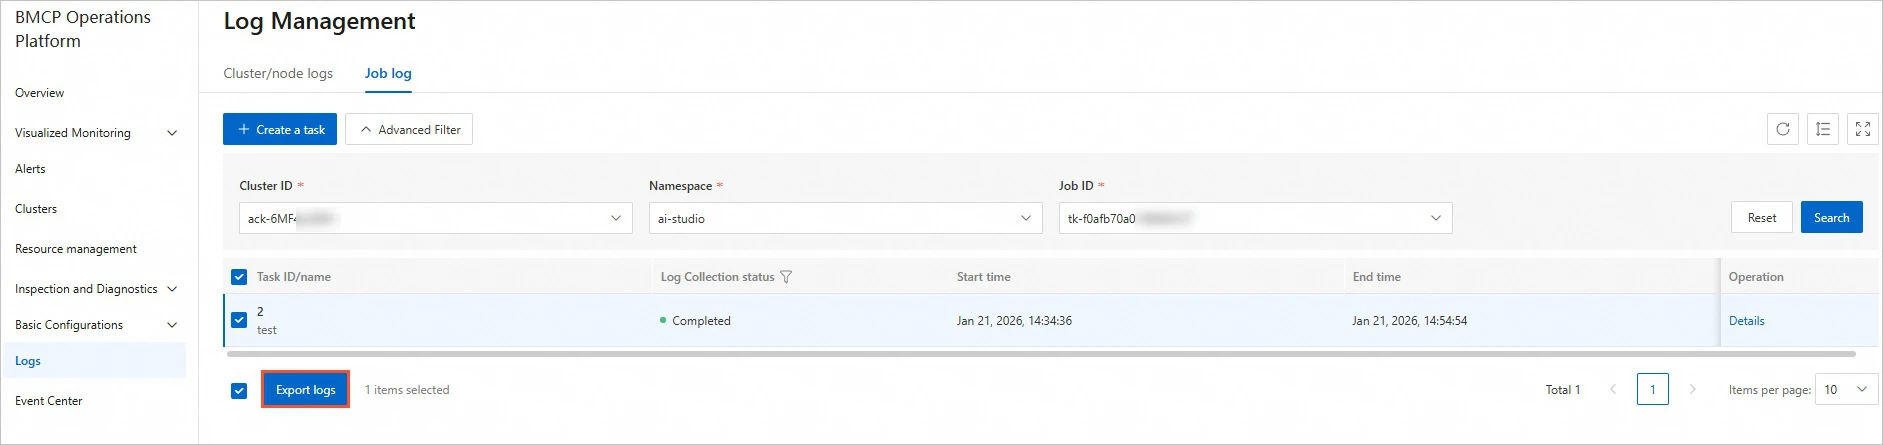 BMCP Operations
Platform
Overview
Visualized Monitoring
Alerts
Clusters
Resource management
Inspection and Diagnostics
Basic Configurations
Logs
Event Center
Log Management
Cluster/node logs
Job log
+ Create a task
Advanced Filter
Cluster ID *
Namespace *
Job ID *
ack-6MF
ai-studio
tk-f0afb70a0
Reset
Search
Task ID/name
Log Collection status
Start time
End time
Operation
2
test
Completed
Jan 21, 2026, 14:34:36
Jan 21, 2026, 14:54:54
Details
Export logs
1 items selected
Total 1
1
Items per page:
10